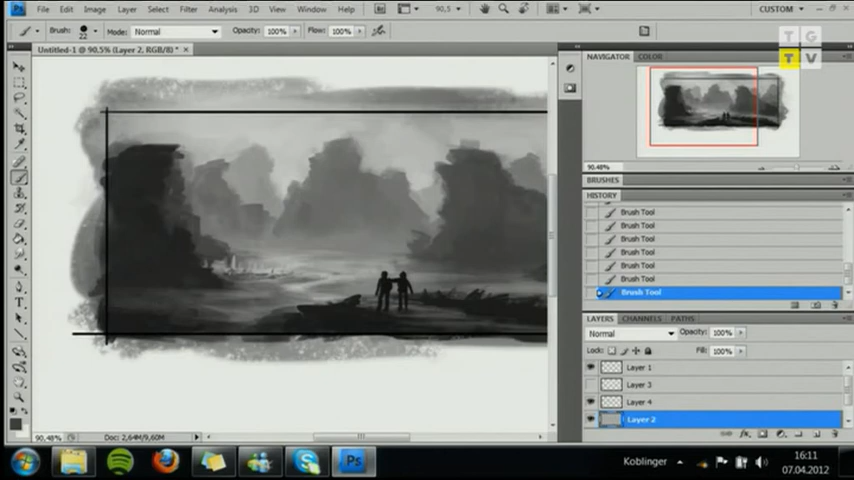 Ps File Edit Image Layer Select Filter Analysis 3D View Window Help 90,5 CUSTOM
Brush: 22 Mode: Normal Opacity: 100% Flow: 100%
TG
TV
Untitled-1 @ 90,5% (Layer 2, RGB/8) * ×
NAVIGATOR COLOR
90.48%
BRUSHES
HISTORY
Brush Tool
Brush Tool
Brush Tool
Brush Tool
Brush Tool
Brush Tool
Brush Tool
LAYERS CHANNELS PATHS
Normal Opacity: 100%
Lock: Fill: 100%
Layer 1
Layer 3
Layer 4
Layer 2
90,48% Doc: 2,64M/9,60M
Ps Koblinger 16:11
07.04.2012